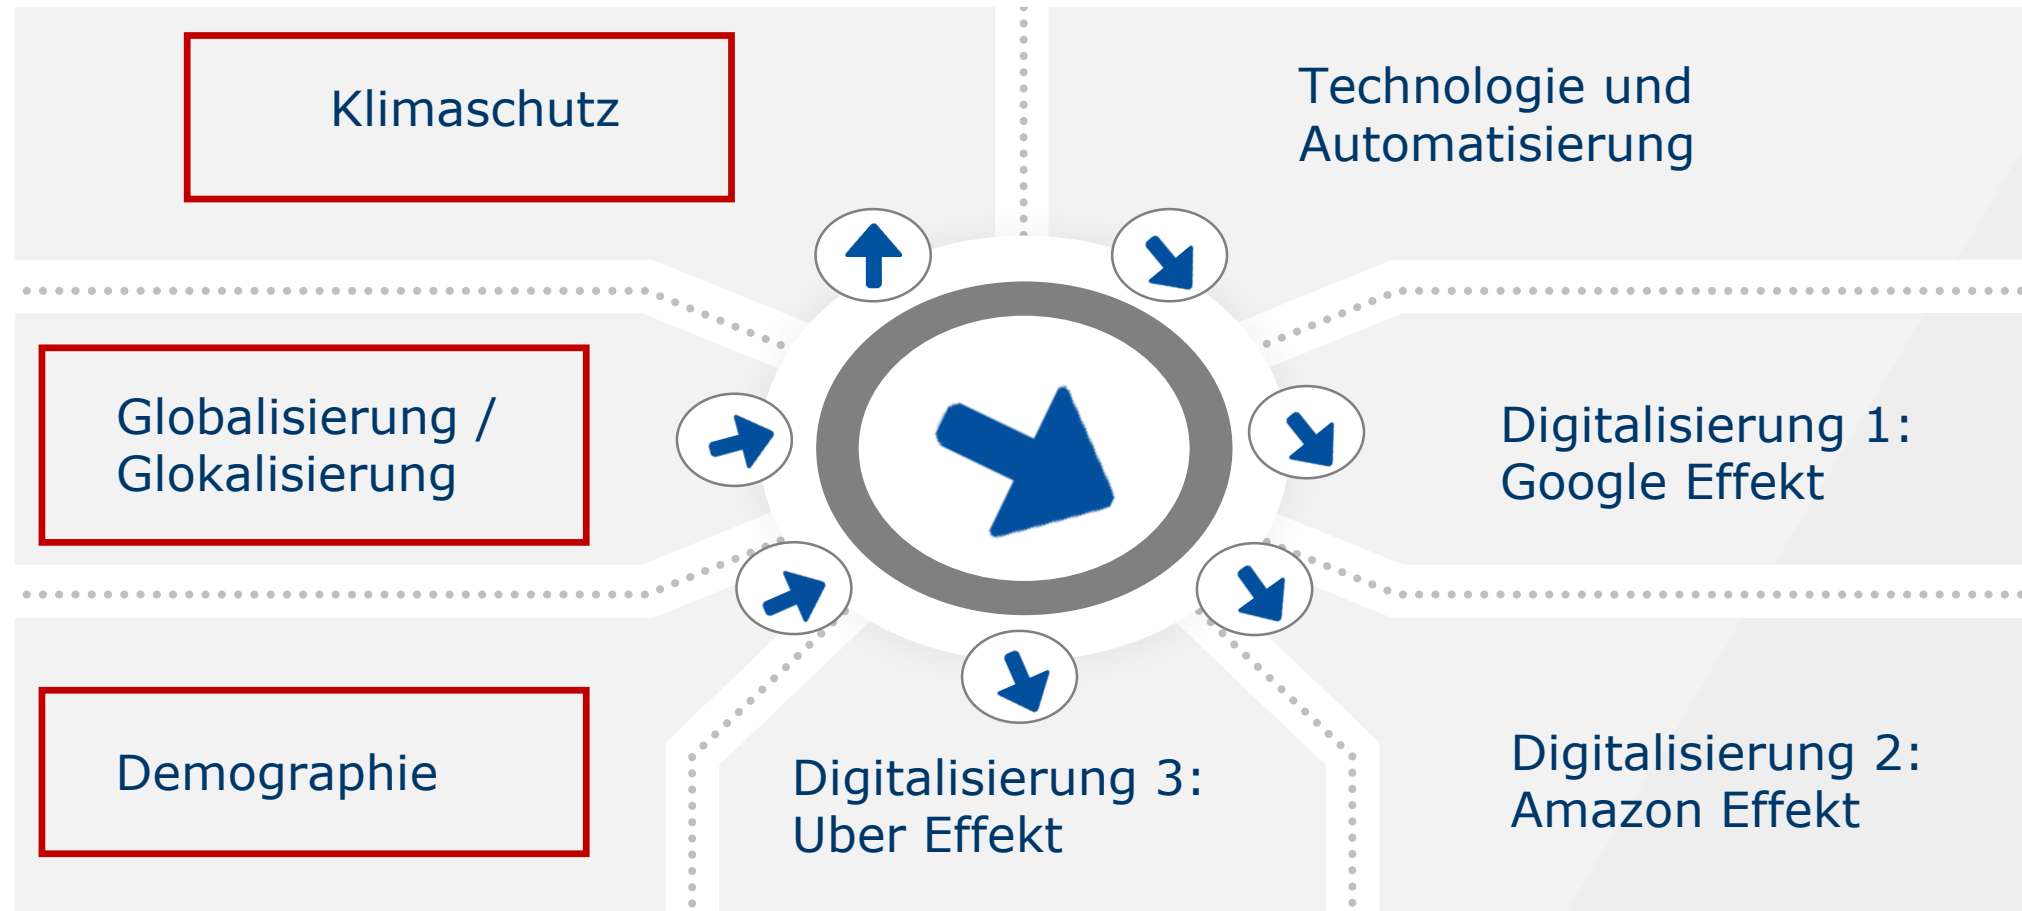 Klimaschutz
Technologie und
Automatisierung
Globalisierung /
Glokalisierung
Digitalisierung 1:
Google Effekt
Demographie
Digitalisierung 3:
Uber Effekt
Digitalisierung 2:
Amazon Effekt